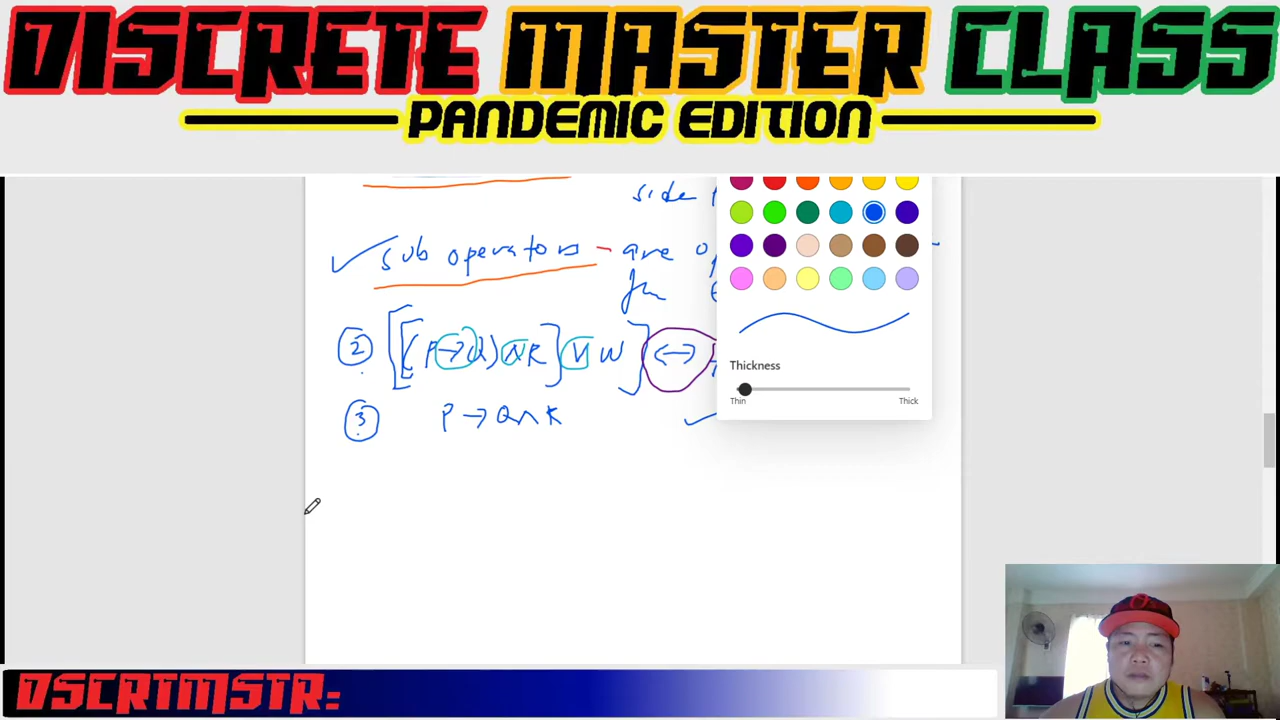 DISCRETE MASTER CLASS
PANDEMIC EDITION
side
✓ sub operators - are
② [[(P→Q)∧R]∨W]↔
③ P→Q∧R
Thickness
Thin Thick
DSCRTMSTR: